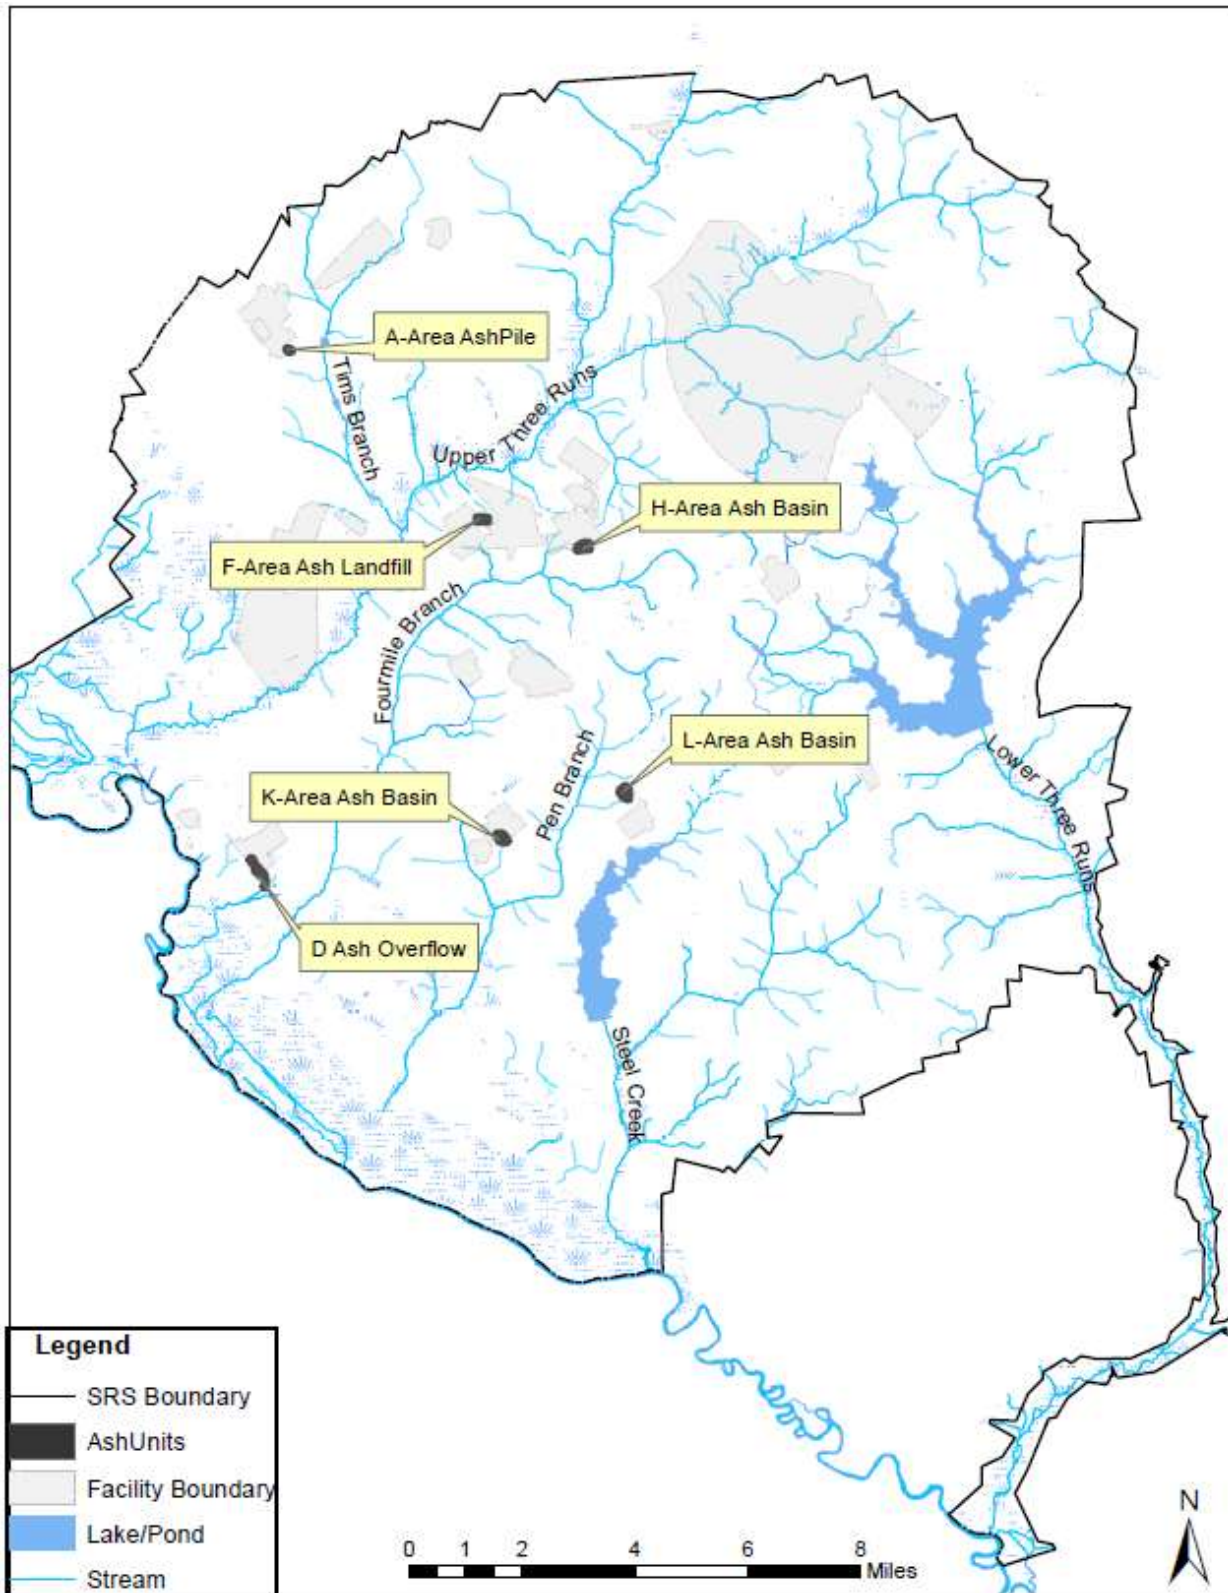 A-Area AshPile
Tims Branch
Upper Three Runs
H-Area Ash Basin
F-Area Ash Landfill
Fourmile Branch
L-Area Ash Basin
Pen Branch
Lower Three Runs
K-Area Ash Basin
D Ash Overflow
Steel Creek
Legend
SRS Boundary
AshUnits
Facility Boundary
Lake/Pond
Stream
0 1 2 4 6 8
Miles
N